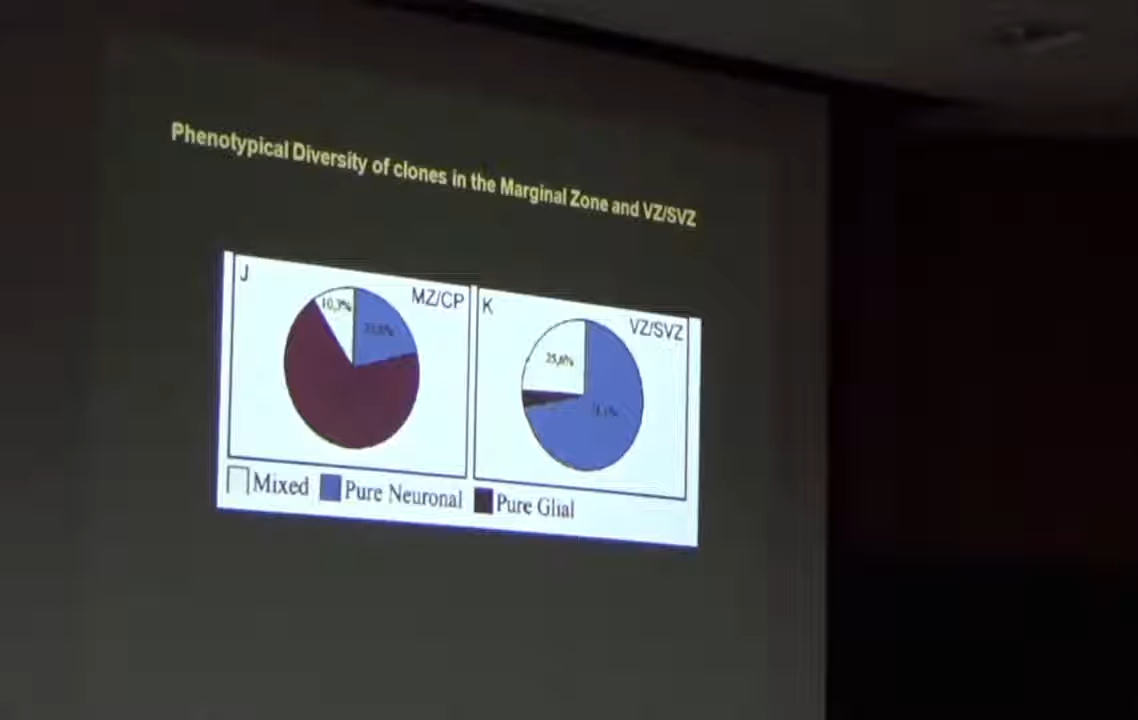 Phenotypical Diversity of clones in the Marginal Zone and VZ/SVZ
J
MZ/CP
10,3%
K
VZ/SVZ
25,8%
Mixed Pure Neuronal Pure Glial